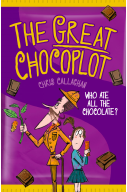 THE GREAT
CHOCOPLOT
CHRIS CALLAGHAN
WHO ATE
ALL THE
CHOCOLATE?